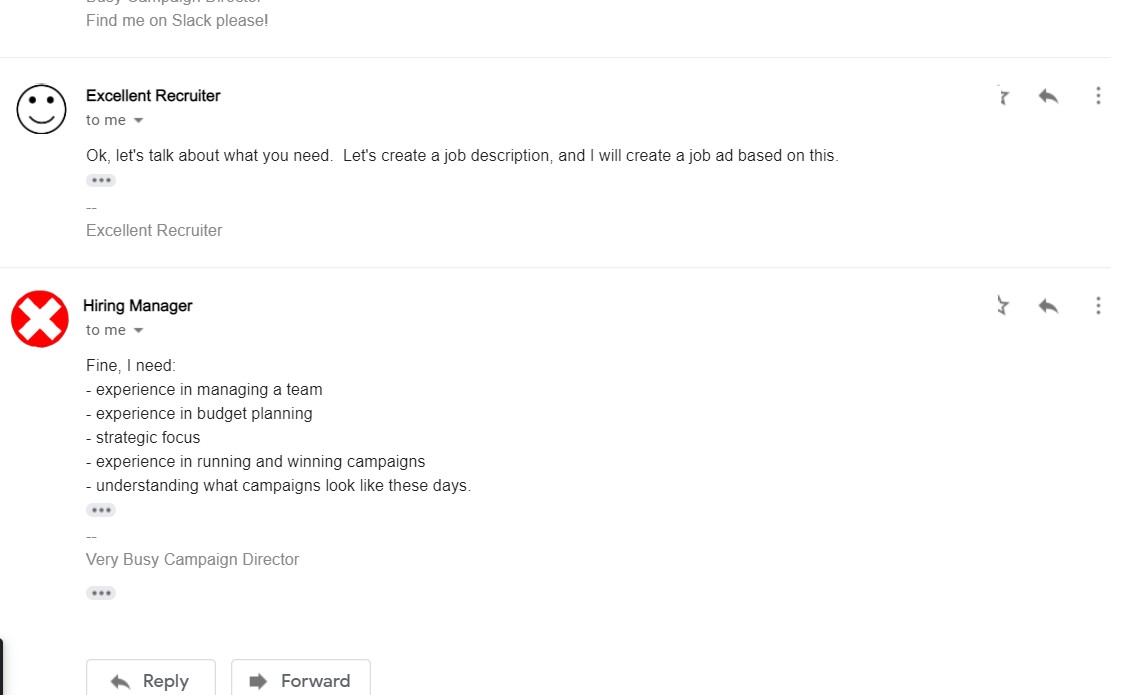 Busy Campaign Director
Find me on Slack please!
Excellent Recruiter
to me
Ok, let's talk about what you need. Let's create a job description, and I will create a job ad based on this.
--
Excellent Recruiter
Hiring Manager
to me
Fine, I need:
- experience in managing a team
- experience in budget planning
- strategic focus
- experience in running and winning campaigns
- understanding what campaigns look like these days.
--
Very Busy Campaign Director
Reply
Forward